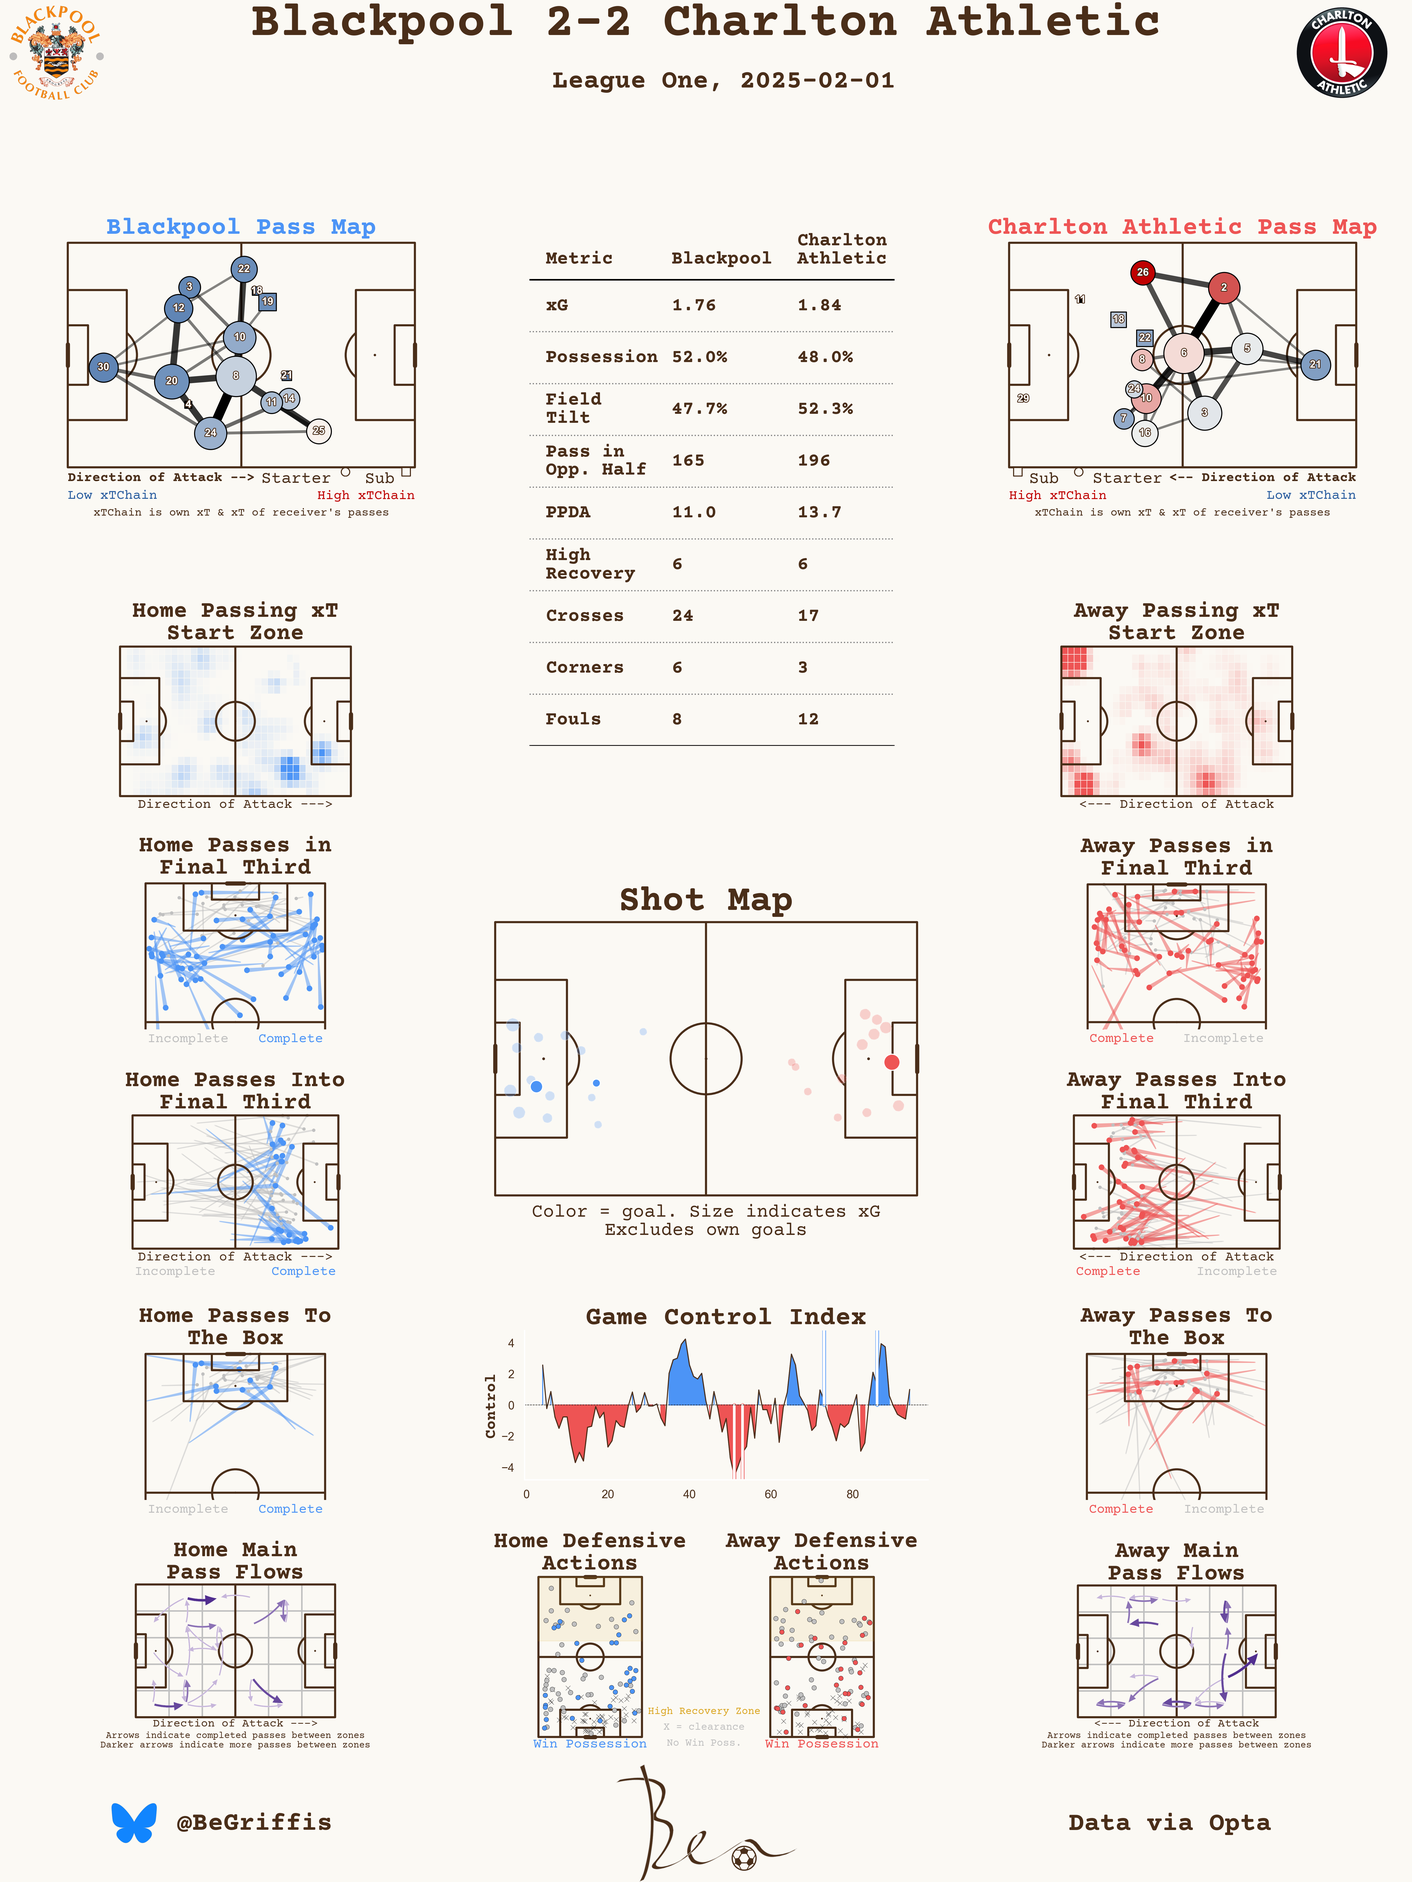 Blackpool 2-2 Charlton Athletic
League One, 2025-02-01
BLACKPOOL
FOOTBALL CLUB
CHARLTON
ATHLETIC
Blackpool Pass Map
22
3
18
19
12
10
30
20
8
21
4
11
14
24
25
Direction of Attack --> Starter Sub
Low xTChain High xTChain
xTChain is own xT & xT of receiver's passes
Metric Blackpool Charlton Athletic
xG 1.76 1.84
Possession 52.0% 48.0%
Field Tilt 47.7% 52.3%
Pass in Opp. Half 165 196
PPDA 11.0 13.7
High Recovery 6 6
Crosses 24 17
Corners 6 3
Fouls 8 12
Charlton Athletic Pass Map
26
2
11
18
22
6
5
8
21
24
10
29
7
3
16
Sub Starter <-- Direction of Attack
High xTChain Low xTChain
xTChain is own xT & xT of receiver's passes
Home Passing xT
Start Zone
Direction of Attack --->
Away Passing xT
Start Zone
<--- Direction of Attack
Home Passes in
Final Third
Incomplete Complete
Away Passes in
Final Third
Complete Incomplete
Shot Map
Color = goal. Size indicates xG
Excludes own goals
Home Passes Into
Final Third
Direction of Attack --->
Incomplete Complete
Away Passes Into
Final Third
<--- Direction of Attack
Complete Incomplete
Home Passes To
The Box
Incomplete Complete
Game Control Index
Control
4
2
0
−2
−4
0 20 40 60 80
Away Passes To
The Box
Complete Incomplete
Home Main
Pass Flows
Direction of Attack --->
Arrows indicate completed passes between zones
Darker arrows indicate more passes between zones
Home Defensive
Actions
Win Possession
Away Defensive
Actions
Win Possession
High Recovery Zone
X = clearance
No Win Poss.
Away Main
Pass Flows
<--- Direction of Attack
Arrows indicate completed passes between zones
Darker arrows indicate more passes between zones
@BeGriffis
Ben
Data via Opta